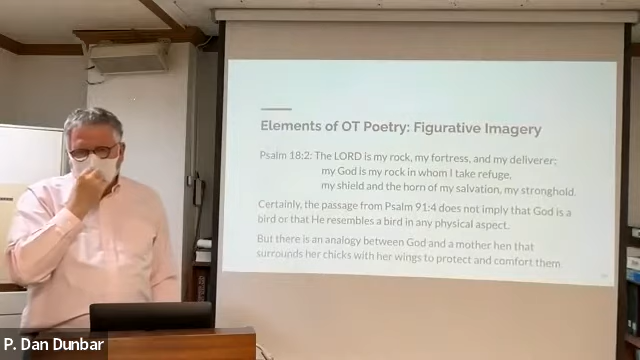 Elements of OT Poetry: Figurative Imagery
Psalm 18:2: The LORD is my rock, my fortress, and my deliverer;
my God is my rock in whom I take refuge,
my shield and the horn of my salvation, my stronghold.
Certainly, the passage from Psalm 91:4 does not imply that God is a
bird or that He resembles a bird in any physical aspect.
But there is an analogy between God and a mother hen that
surrounds her chicks with her wings to protect and comfort them
P. Dan Dunbar